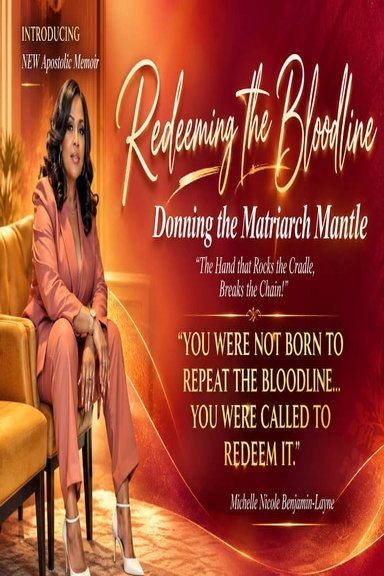 INTRODUCING
NEW Apostolic Memoir
Redeeming the Bloodline
Donning the Matriarch Mantle
“The Hand that Rocks the Cradle,
Breaks the Chain!”
“YOU WERE NOT BORN TO
REPEAT THE BLOODLINE...
YOU WERE CALLED TO
REDEEM IT.”
Michelle Nicole Benjamin-Layne